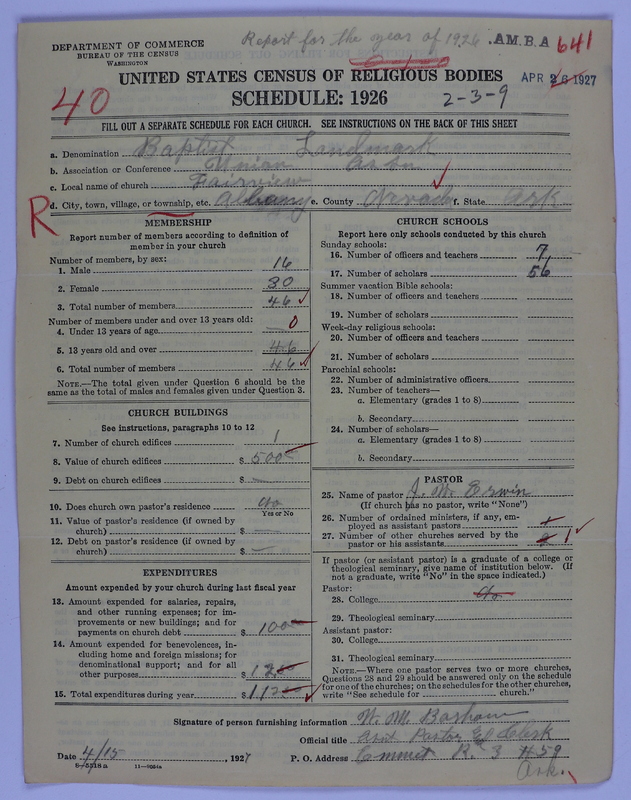 Report for the year of 1926 A.M.B.A 641
DEPARTMENT OF COMMERCE
BUREAU OF THE CENSUS
WASHINGTON
UNITED STATES CENSUS OF RELIGIOUS BODIES
APR 26 1927
SCHEDULE: 1926
40
2-3-9
FILL OUT A SEPARATE SCHEDULE FOR EACH CHURCH. SEE INSTRUCTIONS ON THE BACK OF THIS SHEET
a. Denomination Baptist Landmark
b. Association or Conference Union Assn
c. Local name of church Fairview
d. City, town, village, or township, etc. Albany e. County Nevada f. State Ark
R
MEMBERSHIP
Report number of members according to definition of
member in your church
Number of members, by sex:
1. Male 16
2. Female 30
3. Total number of members 46
Number of members under and over 13 years old:
4. Under 13 years of age 0
5. 13 years old and over 46
6. Total number of members 46
NOTE.—The total given under Question 6 should be the
same as the total of males and females given under Question 3.
CHURCH BUILDINGS
See instructions, paragraphs 10 to 12
7. Number of church edifices 1
8. Value of church edifices $ 500
9. Debt on church edifices $
10. Does church own pastor's residence No
Yes or No
11. Value of pastor's residence (if owned by
church) $
12. Debt on pastor's residence (if owned by
church) $
EXPENDITURES
Amount expended by your church during last fiscal year
13. Amount expended for salaries, repairs,
and other running expenses; for im-
provements or new buildings; and for
payments on church debt $ 100
14. Amount expended for benevolences, in-
cluding home and foreign missions; for
denominational support; and for all
other purposes $ 12
15. Total expenditures during year $ 112
CHURCH SCHOOLS
Report here only schools conducted by this church
Sunday schools:
16. Number of officers and teachers 7
17. Number of scholars 56
Summer vacation Bible schools:
18. Number of officers and teachers
19. Number of scholars
Week-day religious schools:
20. Number of officers and teachers
21. Number of scholars
Parochial schools:
22. Number of administrative officers
23. Number of teachers—
a. Elementary (grades 1 to 8)
b. Secondary
24. Number of scholars—
a. Elementary (grades 1 to 8)
b. Secondary
PASTOR
25. Name of pastor J. M. Erwin
(If church has no pastor, write "None")
26. Number of ordained ministers, if any, em-
ployed as assistant pastors
27. Number of other churches served by the
pastor or his assistants 1
If pastor (or assistant pastor) is a graduate of a college or
theological seminary, give name of institution below. (If
not a graduate, write "No" in the space indicated.)
Pastor:
28. College No
29. Theological seminary
Assistant pastor:
30. College
31. Theological seminary
NOTE.—Where one pastor serves two or more churches,
Questions 28 and 29 should be answered only on the schedule
for one of the churches; on the schedules for the other churches,
write "See schedule for church."
Signature of person furnishing information W. M. Basham
Official title Asst Pastor Clerk
Date 4/15, 1927 P. O. Address Emmet R. 3 #59
8-5518 a 11-9064a Ark.